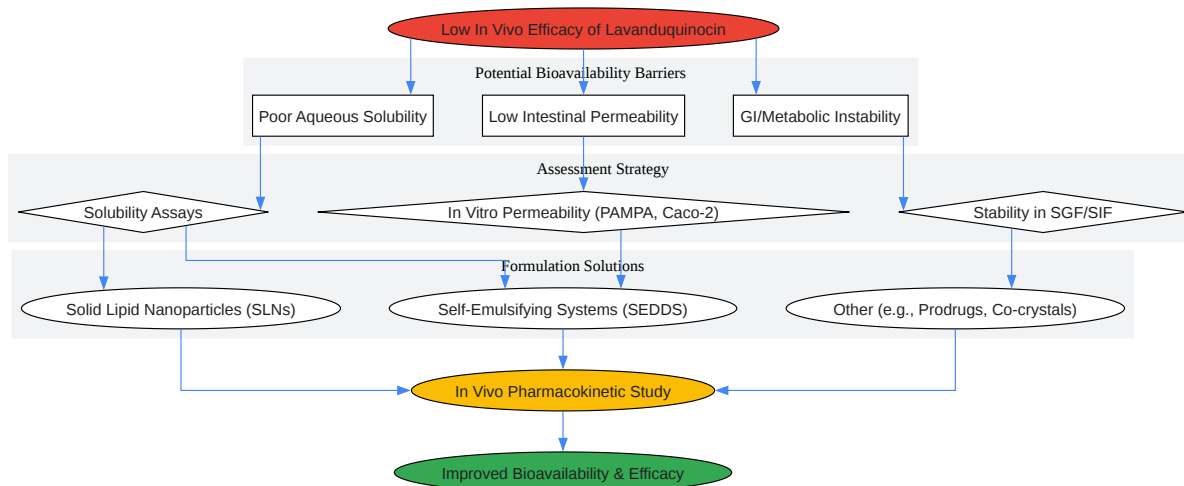 Low In Vivo Efficacy of Lavanduquinocin
Potential Bioavailability Barriers
Poor Aqueous Solubility
Low Intestinal Permeability
GI/Metabolic Instability
Assessment Strategy
Solubility Assays
In Vitro Permeability (PAMPA, Caco-2)
Stability in SGF/SIF
Formulation Solutions
Solid Lipid Nanoparticles (SLNs)
Self-Emulsifying Systems (SEDDS)
Other (e.g., Prodrugs, Co-crystals)
In Vivo Pharmacokinetic Study
Improved Bioavailability & Efficacy